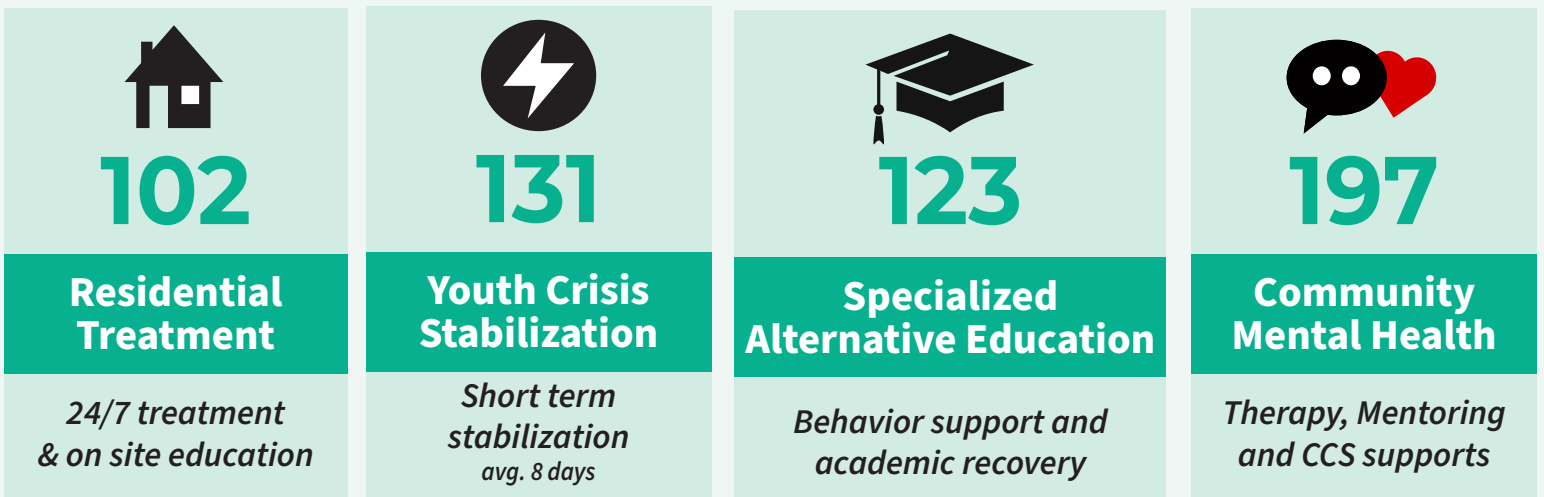 102
Residential
Treatment
24/7 treatment
& on site education
131
Youth Crisis
Stabilization
Short term
stabilization
avg. 8 days
123
Specialized
Alternative Education
Behavior support and
academic recovery
197
Community
Mental Health
Therapy, Mentoring
and CCS supports